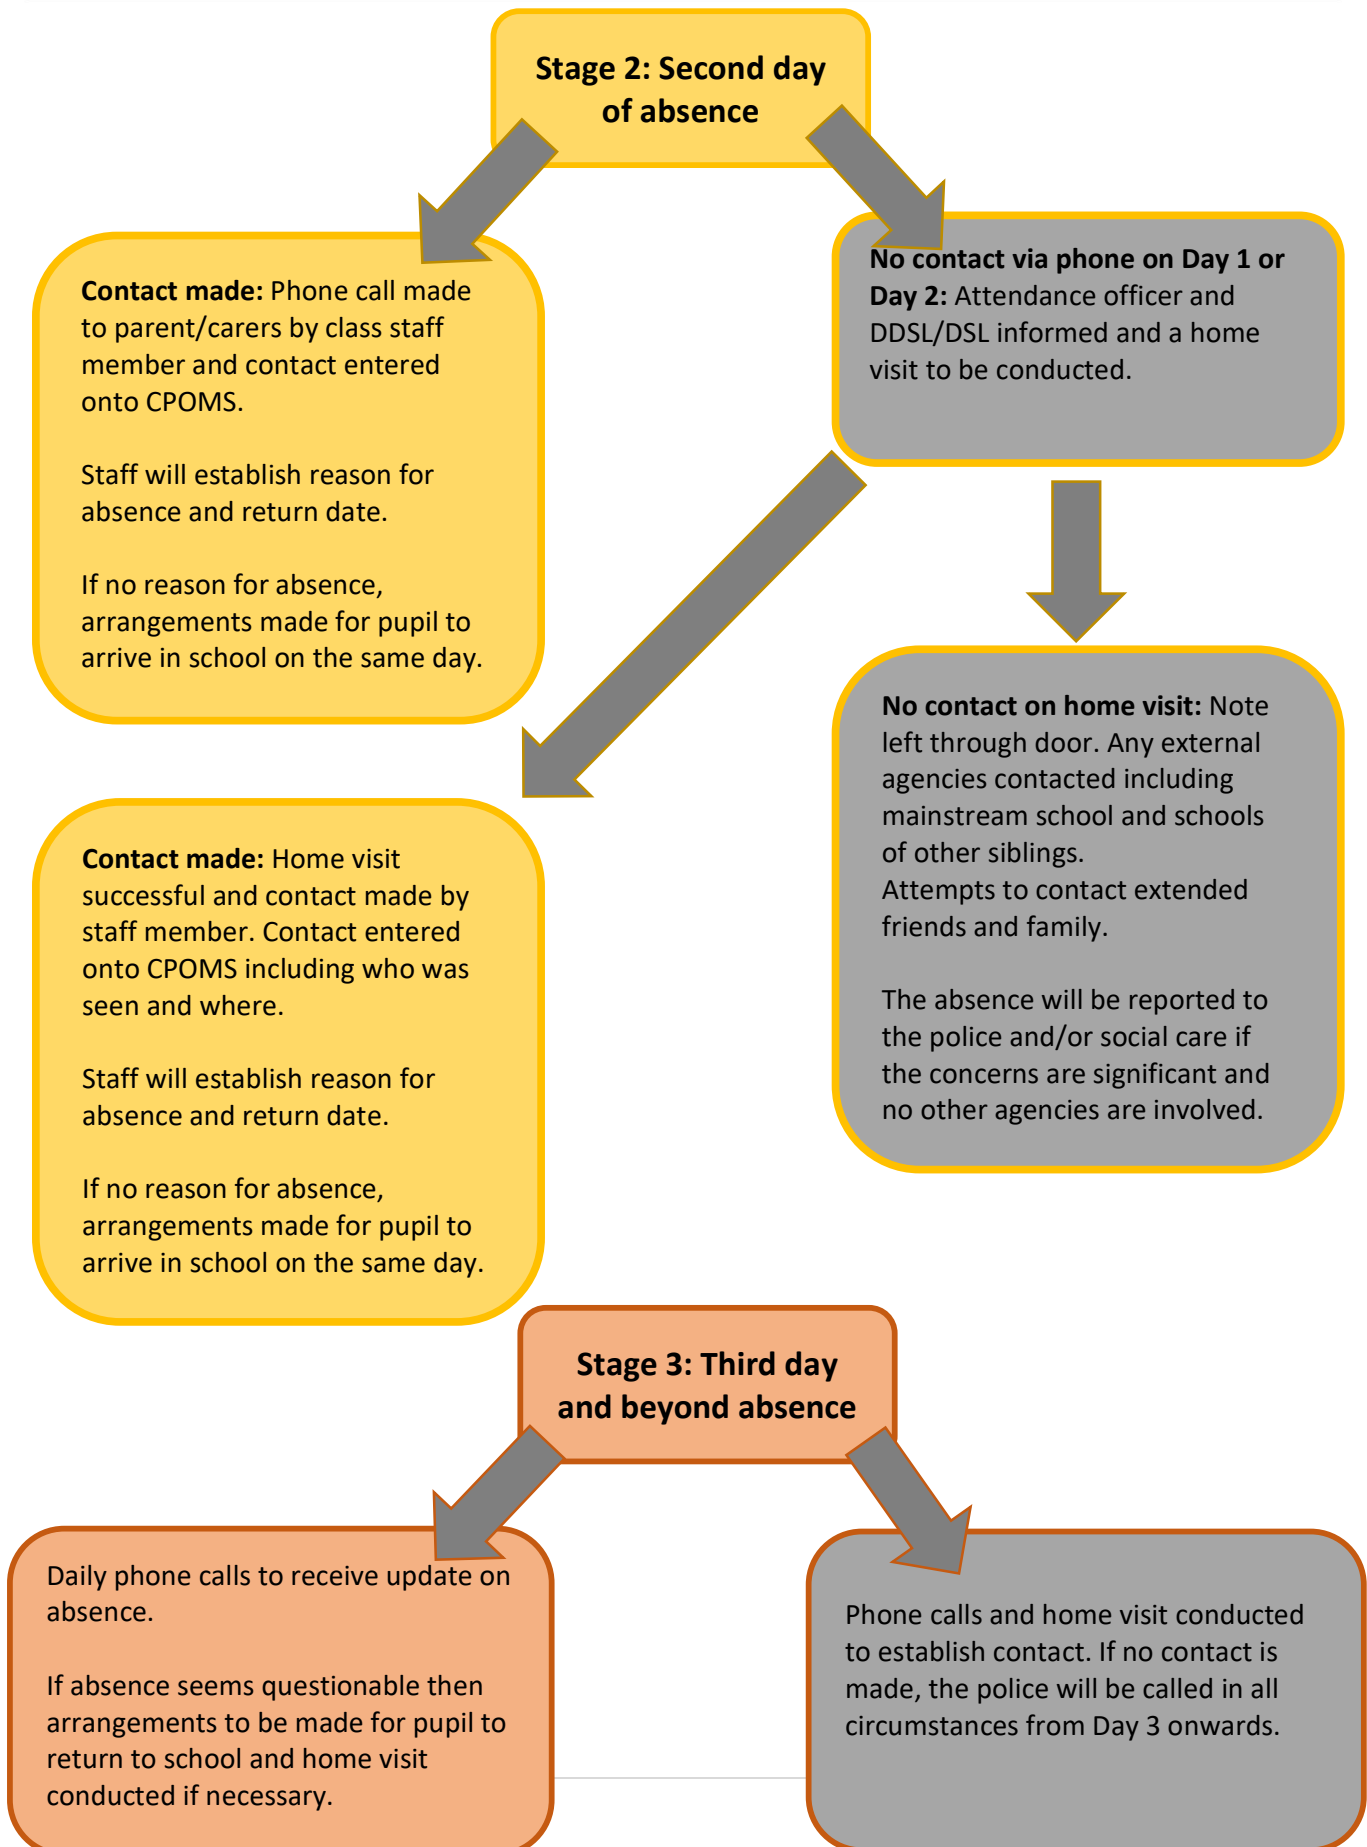 Stage 2: Second day
of absence
Contact made: Phone call made
to parent/carers by class staff
member and contact entered
onto CPOMS.
Staff will establish reason for
absence and return date.
If no reason for absence,
arrangements made for pupil to
arrive in school on the same day.
No contact via phone on Day 1 or
Day 2: Attendance officer and
DDSL/DSL informed and a home
visit to be conducted.
Contact made: Home visit
successful and contact made by
staff member. Contact entered
onto CPOMS including who was
seen and where.
Staff will establish reason for
absence and return date.
If no reason for absence,
arrangements made for pupil to
arrive in school on the same day.
No contact on home visit: Note
left through door. Any external
agencies contacted including
mainstream school and schools
of other siblings.
Attempts to contact extended
friends and family.
The absence will be reported to
the police and/or social care if
the concerns are significant and
no other agencies are involved.
Stage 3: Third day
and beyond absence
Daily phone calls to receive update on
absence.
If absence seems questionable then
arrangements to be made for pupil to
return to school and home visit
conducted if necessary.
Phone calls and home visit conducted
to establish contact. If no contact is
made, the police will be called in all
circumstances from Day 3 onwards.